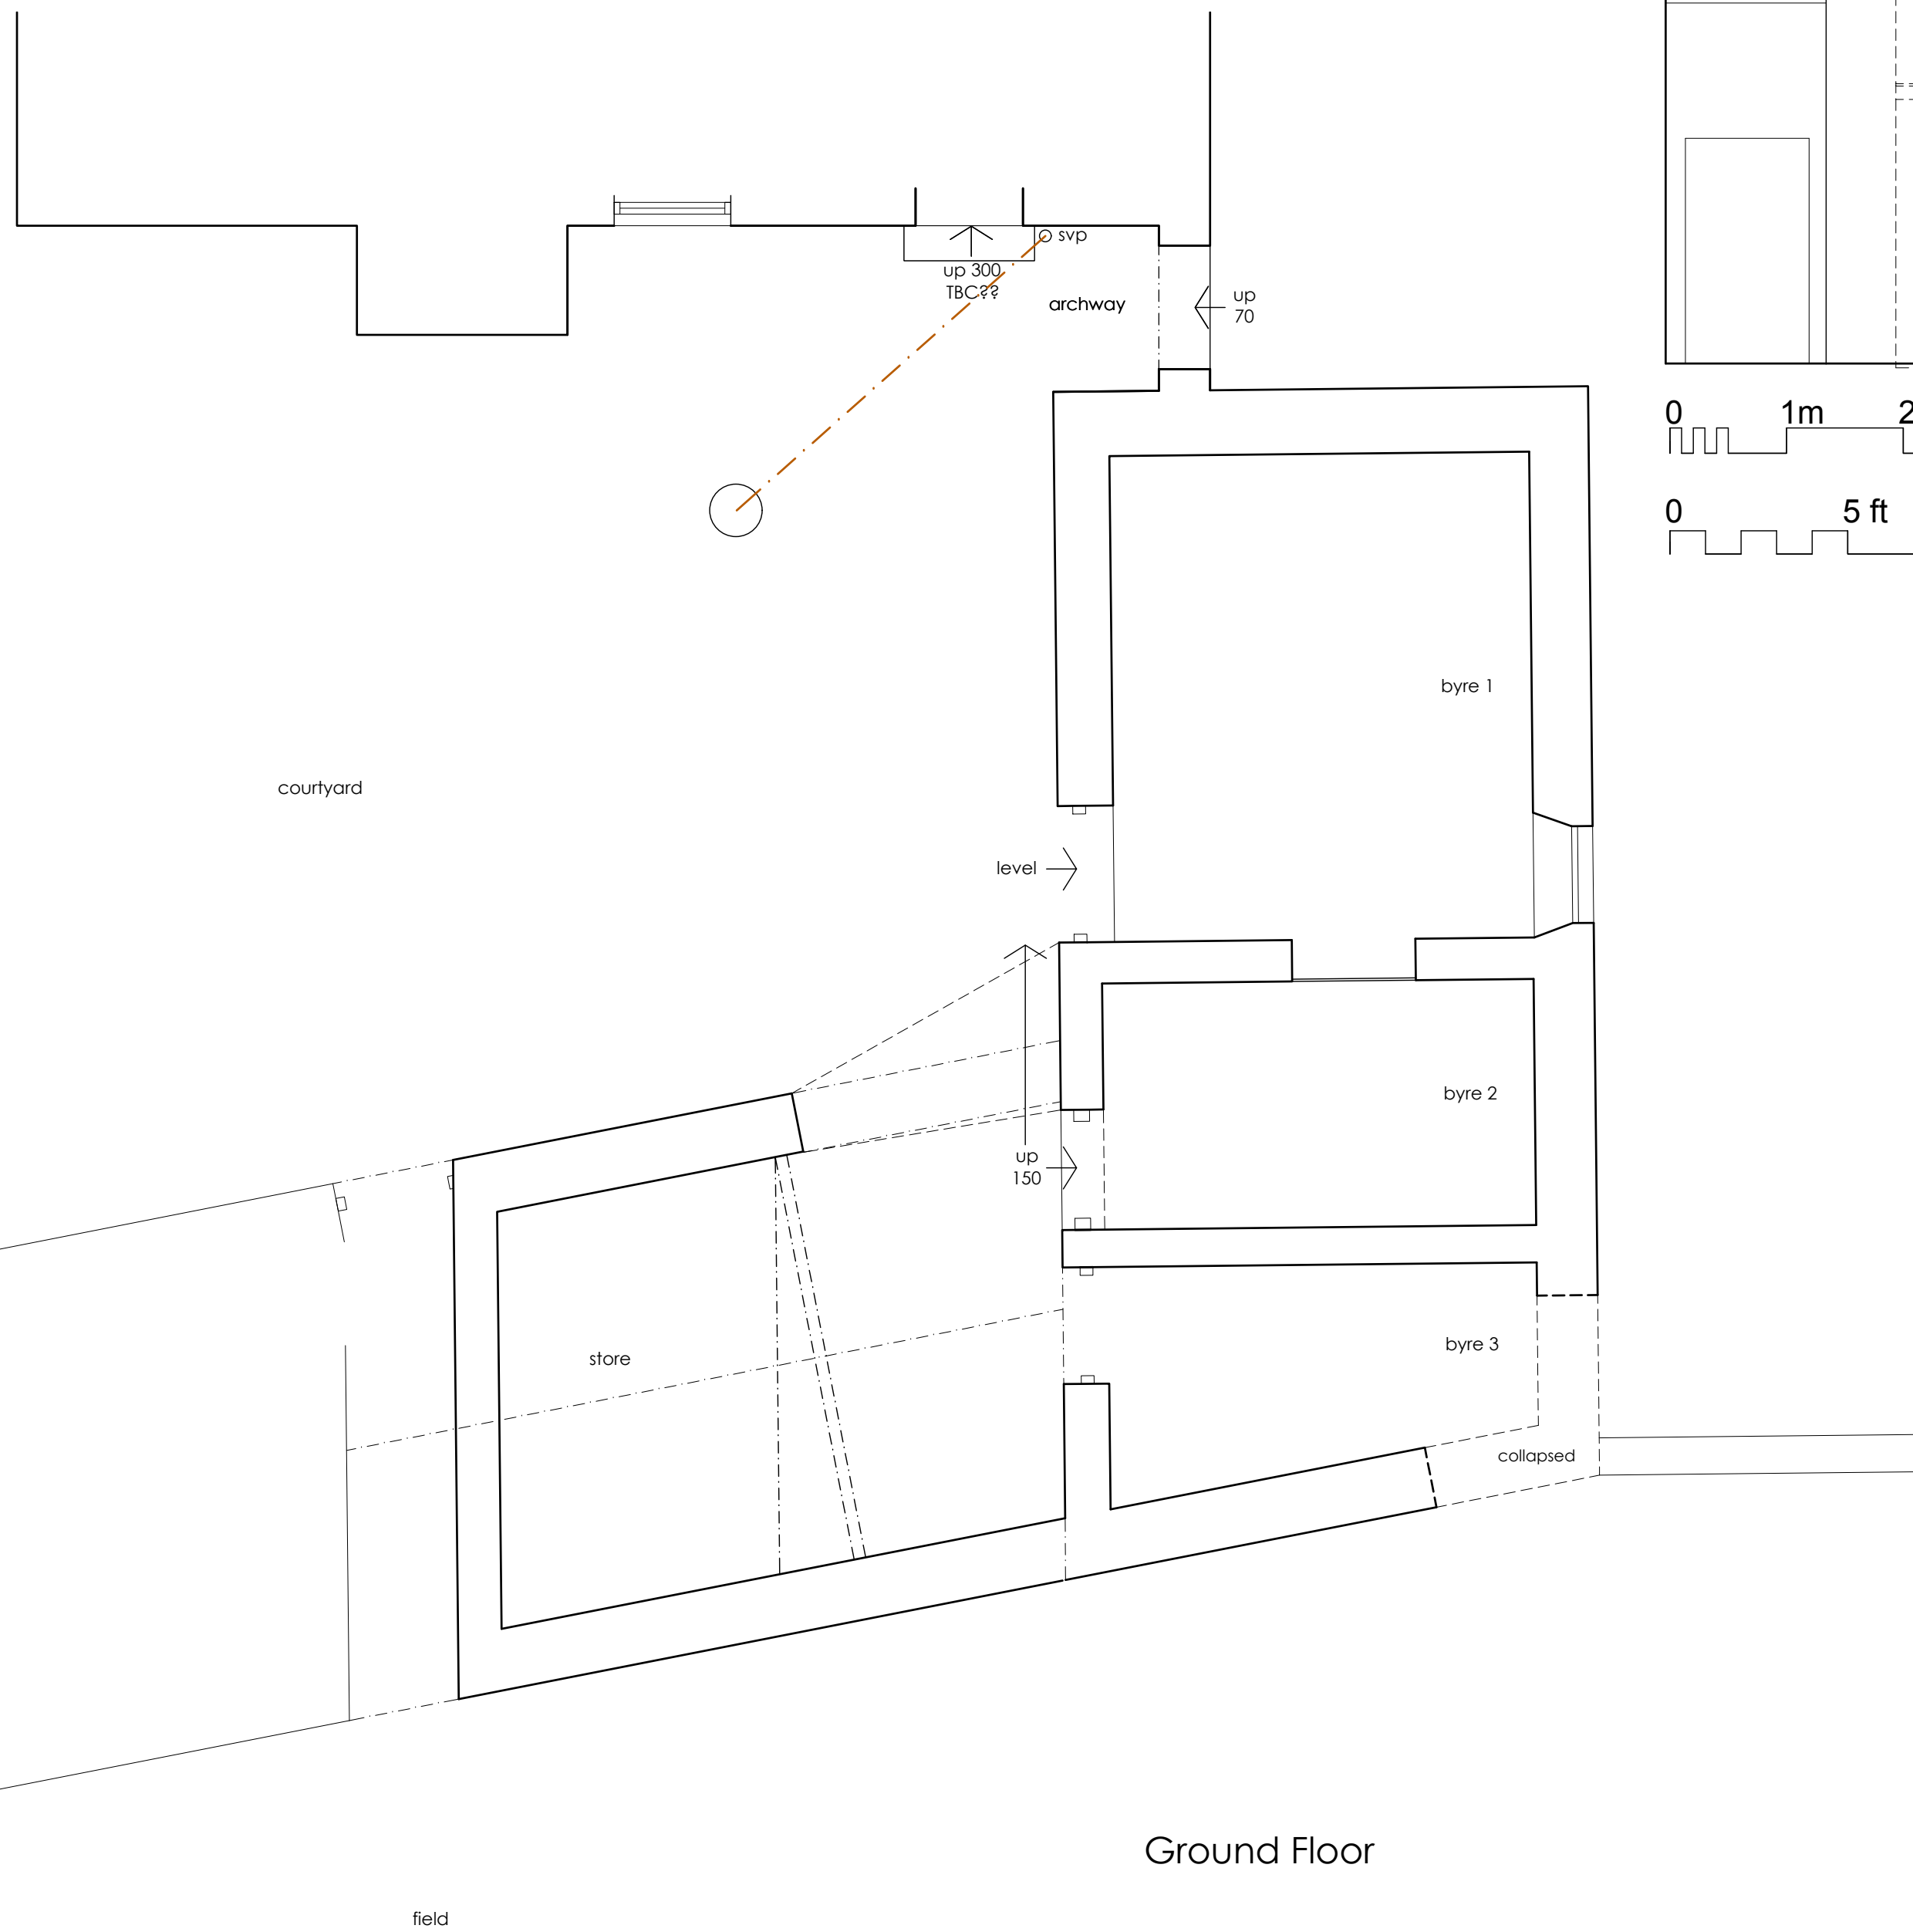 svp
up 300
TBC??
archway
up
70
0 1m 2
0 5 ft
byre 1
courtyard
level
byre 2
up
150
byre 3
store
collapsed
Ground Floor
field